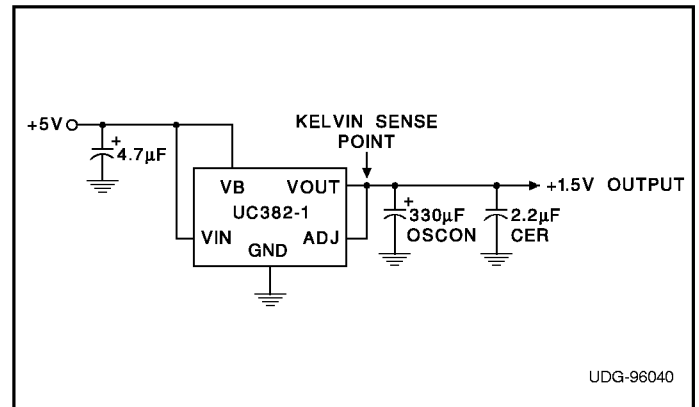 +5V
+
4.7µF
KELVIN SENSE
POINT
VB
VOUT
UC382-1
VIN
GND
ADJ
+
330µF
OSCON
2.2µF
CER
+1.5V OUTPUT
UDG-96040